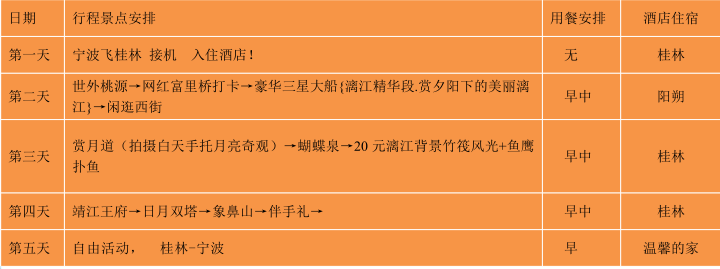 日期 行程景点安排 用餐安排 酒店住宿
第一天 宁波飞桂林 接机 入住酒店！ 无 桂林
第二天 世外桃源→网红富里桥打卡→豪华三星大船{漓江精华段.赏夕阳下的美丽漓 早中 阳朔
江}→闲逛西街
第三天 赏月道（拍摄白天手托月亮奇观）→蝴蝶泉→20 元漓江背景竹筏风光+鱼鹰 早中 桂林
扑鱼
第四天 靖江王府→日月双塔→象鼻山→伴手礼→ 早中 桂林
第五天 自由活动， 桂林-宁波 早 温馨的家